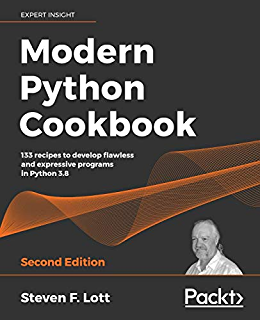 EXPERT INSIGHT
Modern
Python
Cookbook
133 recipes to develop flawless
and expressive programs
in Python 3.8
Second Edition
Steven F. Lott
Packt>